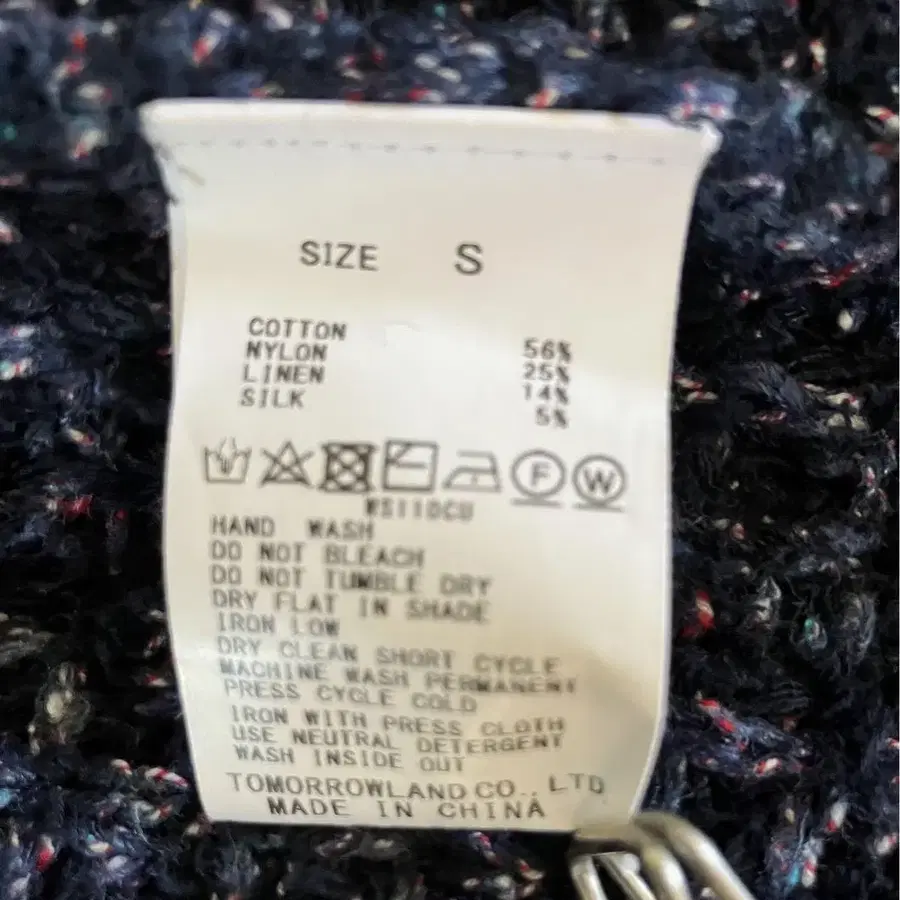 SIZE S
COTTON 56%
NYLON 25%
LINEN 14%
SILK 5%
F W
WS110CU
HAND WASH
DO NOT BLEACH
DO NOT TUMBLE DRY
DRY FLAT IN SHADE
IRON LOW
DRY CLEAN SHORT CYCLE
MACHINE WASH PERMANENT
PRESS CYCLE COLD
IRON WITH PRESS CLOTH
USE NEUTRAL DETERGENT
WASH INSIDE OUT
TOMORROWLAND CO., LTD
MADE IN CHINA